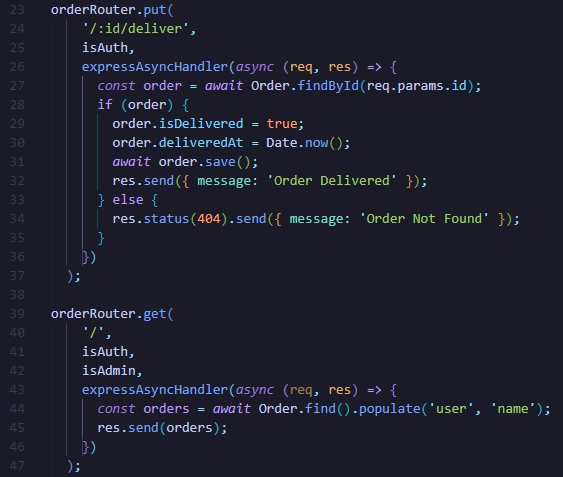 23 orderRouter.put(
24 '/:id/deliver',
25 isAuth,
26 expressAsyncHandler(async (req, res) => {
27 const order = await Order.findById(req.params.id);
28 if (order) {
29 order.isDelivered = true;
30 order.deliveredAt = Date.now();
31 await order.save();
32 res.send({ message: 'Order Delivered' });
33 } else {
34 res.status(404).send({ message: 'Order Not Found' });
35 }
36 })
37 );
38
39 orderRouter.get(
40 '/',
41 isAuth,
42 isAdmin,
43 expressAsyncHandler(async (req, res) => {
44 const orders = await Order.find().populate('user', 'name');
45 res.send(orders);
46 })
47 );